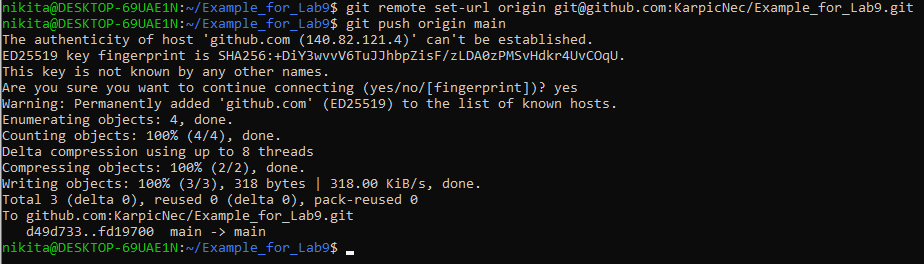 nikita@DESKTOP-69UAE1N:~/Example_for_Lab9$ git remote set-url origin git@github.com:KarpicNec/Example_for_Lab9.git
nikita@DESKTOP-69UAE1N:~/Example_for_Lab9$ git push origin main
The authenticity of host 'github.com (140.82.121.4)' can't be established.
ED25519 key fingerprint is SHA256:+DiY3wvvV6TuJJhbpZisF/zLDA0zPMSvHdkr4UvCOqU.
This key is not known by any other names.
Are you sure you want to continue connecting (yes/no/[fingerprint])? yes
Warning: Permanently added 'github.com' (ED25519) to the list of known hosts.
Enumerating objects: 4, done.
Counting objects: 100% (4/4), done.
Delta compression using up to 8 threads
Compressing objects: 100% (2/2), done.
Writing objects: 100% (3/3), 318 bytes | 318.00 KiB/s, done.
Total 3 (delta 0), reused 0 (delta 0), pack-reused 0
To github.com:KarpicNec/Example_for_Lab9.git
   d49d733..fd19700  main -> main
nikita@DESKTOP-69UAE1N:~/Example_for_Lab9$